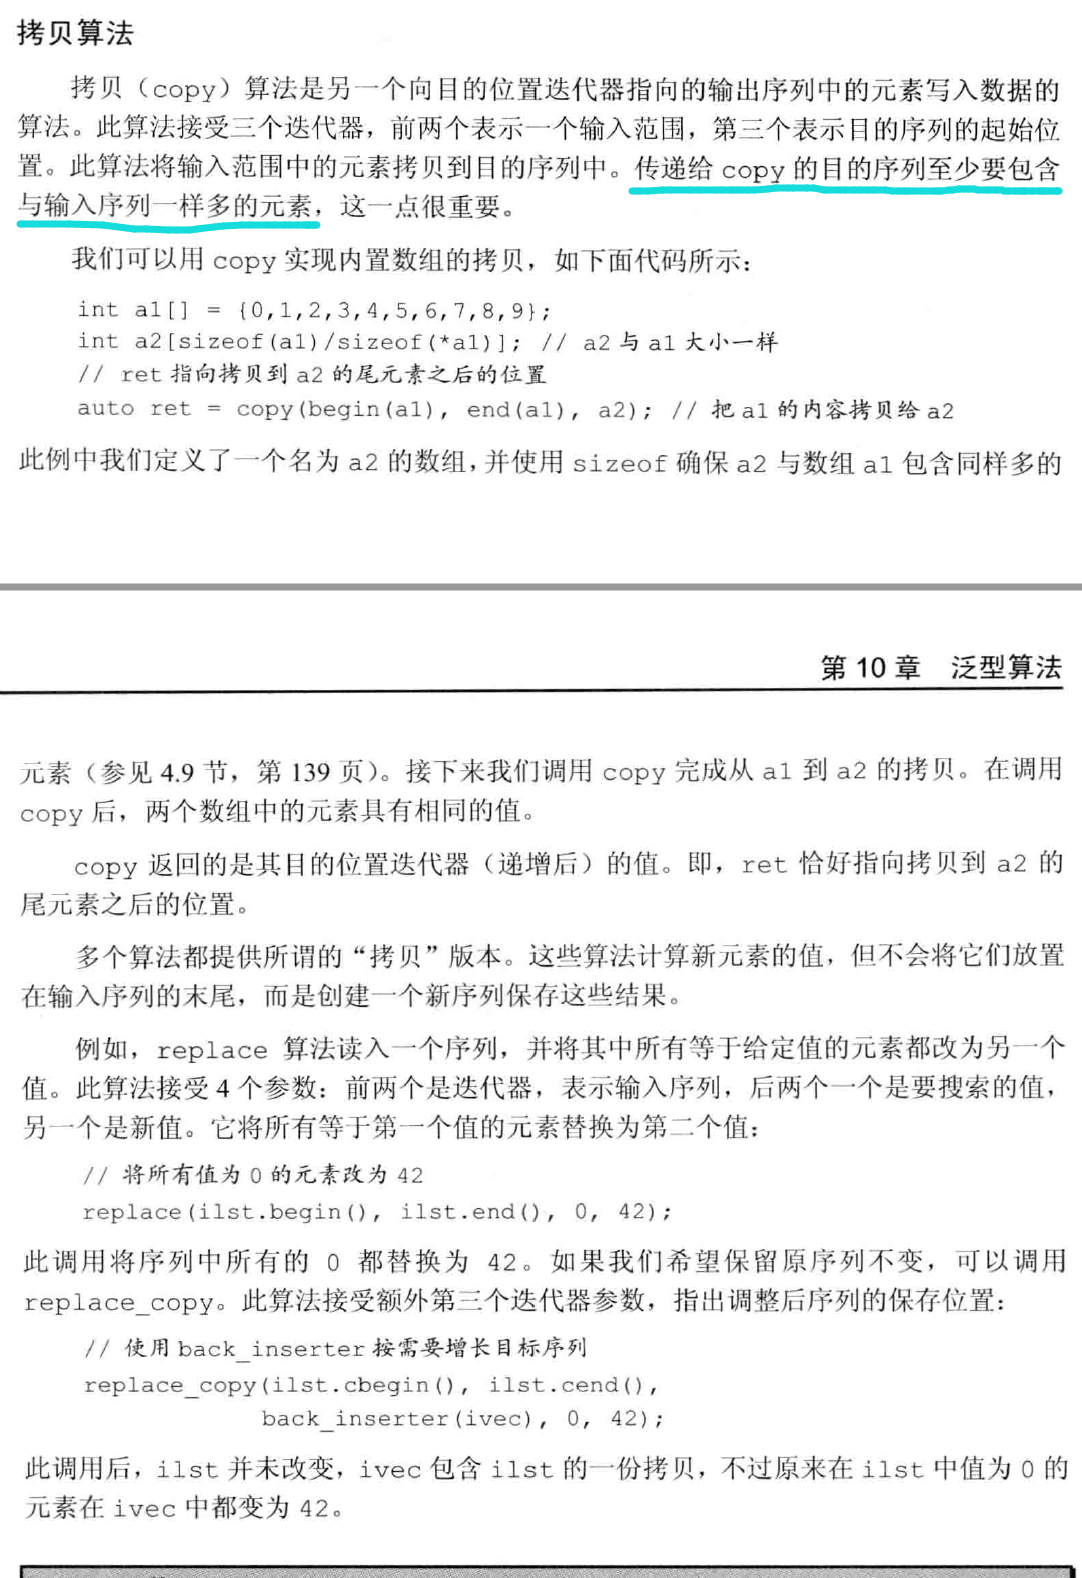 拷贝算法
拷贝（copy）算法是另一个向目的位置迭代器指向的输出序列中的元素写入数据的
算法。此算法接受三个迭代器，前两个表示一个输入范围，第三个表示目的序列的起始位
置。此算法将输入范围中的元素拷贝到目的序列中。传递给 copy 的目的序列至少要包含
与输入序列一样多的元素，这一点很重要。
我们可以用 copy 实现内置数组的拷贝，如下面代码所示：
int a1[] = {0,1,2,3,4,5,6,7,8,9};
int a2[sizeof(a1)/sizeof(*a1)]; // a2 与 a1 大小一样
// ret 指向拷贝到 a2 的尾元素之后的位置
auto ret = copy(begin(a1), end(a1), a2); // 把 a1 的内容拷贝给 a2
此例中我们定义了一个名为 a2 的数组，并使用 sizeof 确保 a2 与数组 a1 包含同样多的
第 10 章 泛型算法
元素（参见 4.9 节，第 139 页）。接下来我们调用 copy 完成从 a1 到 a2 的拷贝。在调用
copy 后，两个数组中的元素具有相同的值。
copy 返回的是其目的位置迭代器（递增后）的值。即，ret 恰好指向拷贝到 a2 的
尾元素之后的位置。
多个算法都提供所谓的“拷贝”版本。这些算法计算新元素的值，但不会将它们放置
在输入序列的末尾，而是创建一个新序列保存这些结果。
例如，replace 算法读入一个序列，并将其中所有等于给定值的元素都改为另一个
值。此算法接受 4 个参数：前两个是迭代器，表示输入序列，后两个一个是要搜索的值，
另一个是新值。它将所有等于第一个值的元素替换为第二个值：
// 将所有值为 0 的元素改为 42
replace(ilst.begin(), ilst.end(), 0, 42);
此调用将序列中所有的 0 都替换为 42。如果我们希望保留原序列不变，可以调用
replace_copy。此算法接受额外第三个迭代器参数，指出调整后序列的保存位置：
// 使用 back_inserter 按需要增长目标序列
replace_copy(ilst.cbegin(), ilst.cend(),
back_inserter(ivec), 0, 42);
此调用后，ilst 并未改变，ivec 包含 ilst 的一份拷贝，不过原来在 ilst 中值为 0 的
元素在 ivec 中都变为 42。